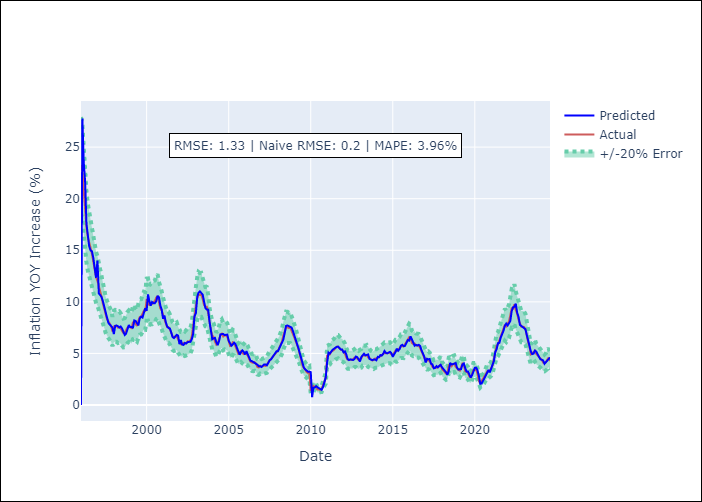 RMSE: 1.33 | Naive RMSE: 0.2 | MAPE: 3.96%
Predicted
Actual
+/-20% Error
Inflation YOY Increase (%)
25
20
15
10
5
0
2000
2005
2010
2015
2020
Date